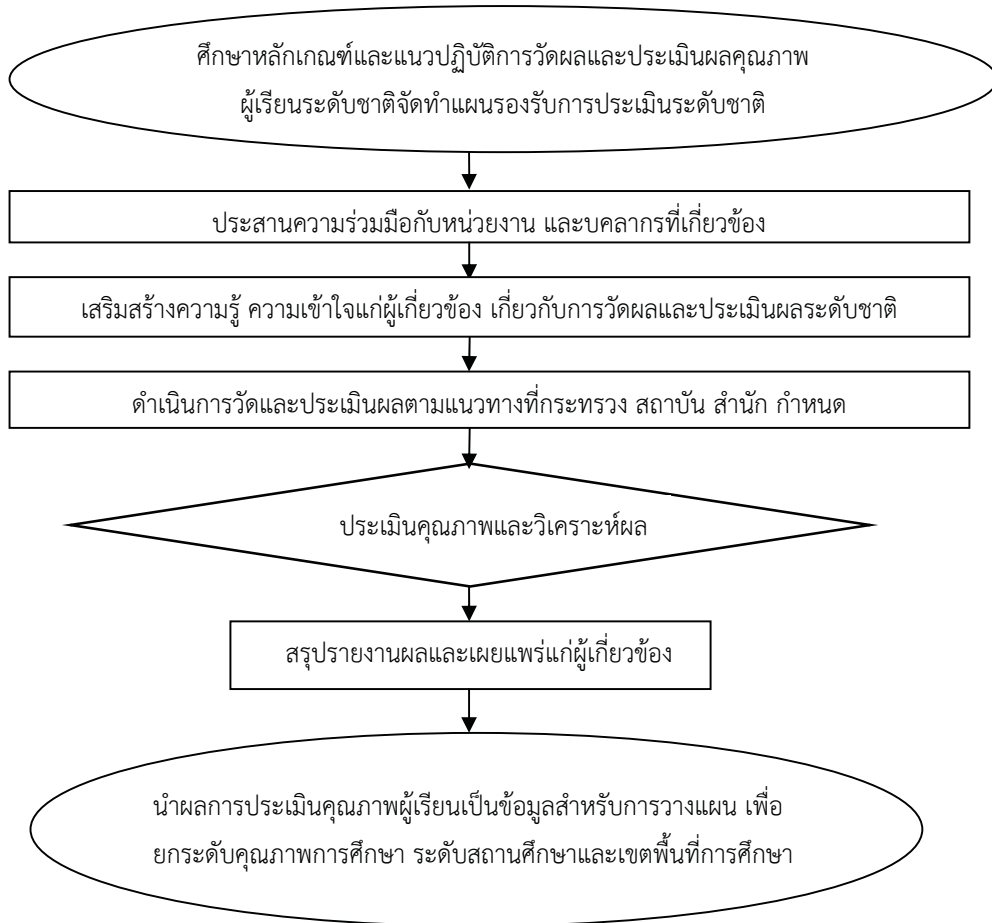 ศึกษาหลักเกณฑ์และแนวปฏิบัติการวัดผลและประเมินผลคุณภาพ
ผู้เรียนระดับชาติจัดทำแผนรองรับการประเมินระดับชาติ
ประสานความร่วมมือกับหน่วยงาน และบคลากรที่เกี่ยวข้อง
เสริมสร้างความรู้ ความเข้าใจแก่ผู้เกี่ยวข้อง เกี่ยวกับการวัดผลและประเมินผลระดับชาติ
ดำเนินการวัดและประเมินผลตามแนวทางที่กระทรวง สถาบัน สำนัก กำหนด
ประเมินคุณภาพและวิเคราะห์ผล
สรุปรายงานผลและเผยแพร่แก่ผู้เกี่ยวข้อง
นำผลการประเมินคุณภาพผู้เรียนเป็นข้อมูลสำหรับการวางแผน เพื่อ
ยกระดับคุณภาพการศึกษา ระดับสถานศึกษาและเขตพื้นที่การศึกษา